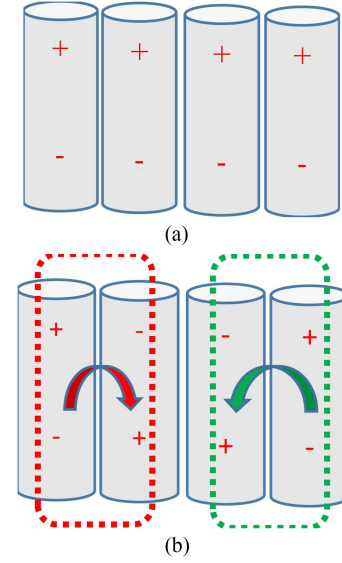 + + + +
- - - -
(a)
+ - - +
- + + -
(b)